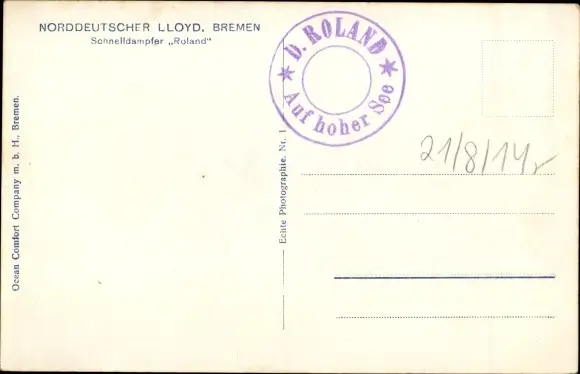 NORDDEUTSCHER LLOYD, BREMEN
Schnelldampfer „Roland"
D. ROLAND
Auf hoher See
21/8/14
Echte Photographie. Nr. 1
Ocean Comfort Company m. b. H., Bremen.